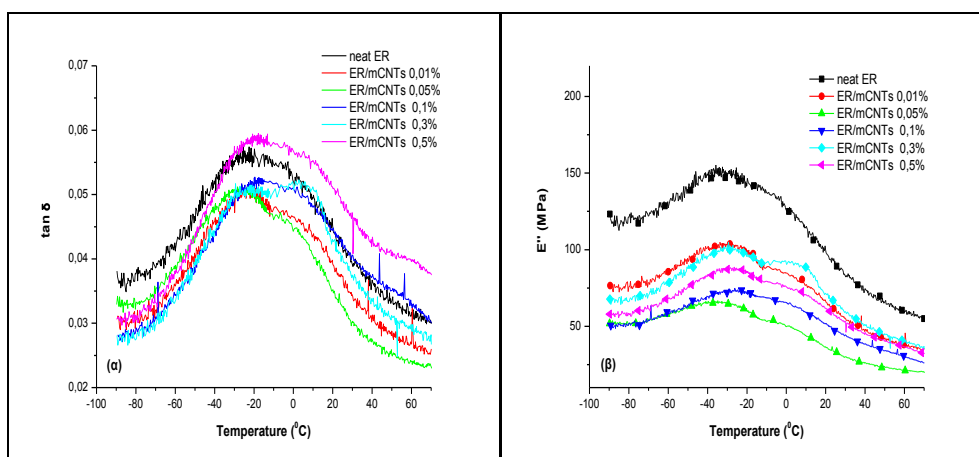 neat ER
ER/mCNTs 0,01%
ER/mCNTs 0,05%
ER/mCNTs 0,1%
ER/mCNTs 0,3%
ER/mCNTs 0,5%
0,07
0,06
0,05
0,04
0,03
0,02
tan δ
(α)
-100 -80 -60 -40 -20 0 20 40 60
Temperature (⁰C)
neat ER
ER/mCNTs 0,01%
ER/mCNTs 0,05%
ER/mCNTs 0,1%
ER/mCNTs 0,3%
ER/mCNTs 0,5%
200
150
100
50
E'' (MPa)
(β)
-100 -80 -60 -40 -20 0 20 40 60
Temperature (⁰C)